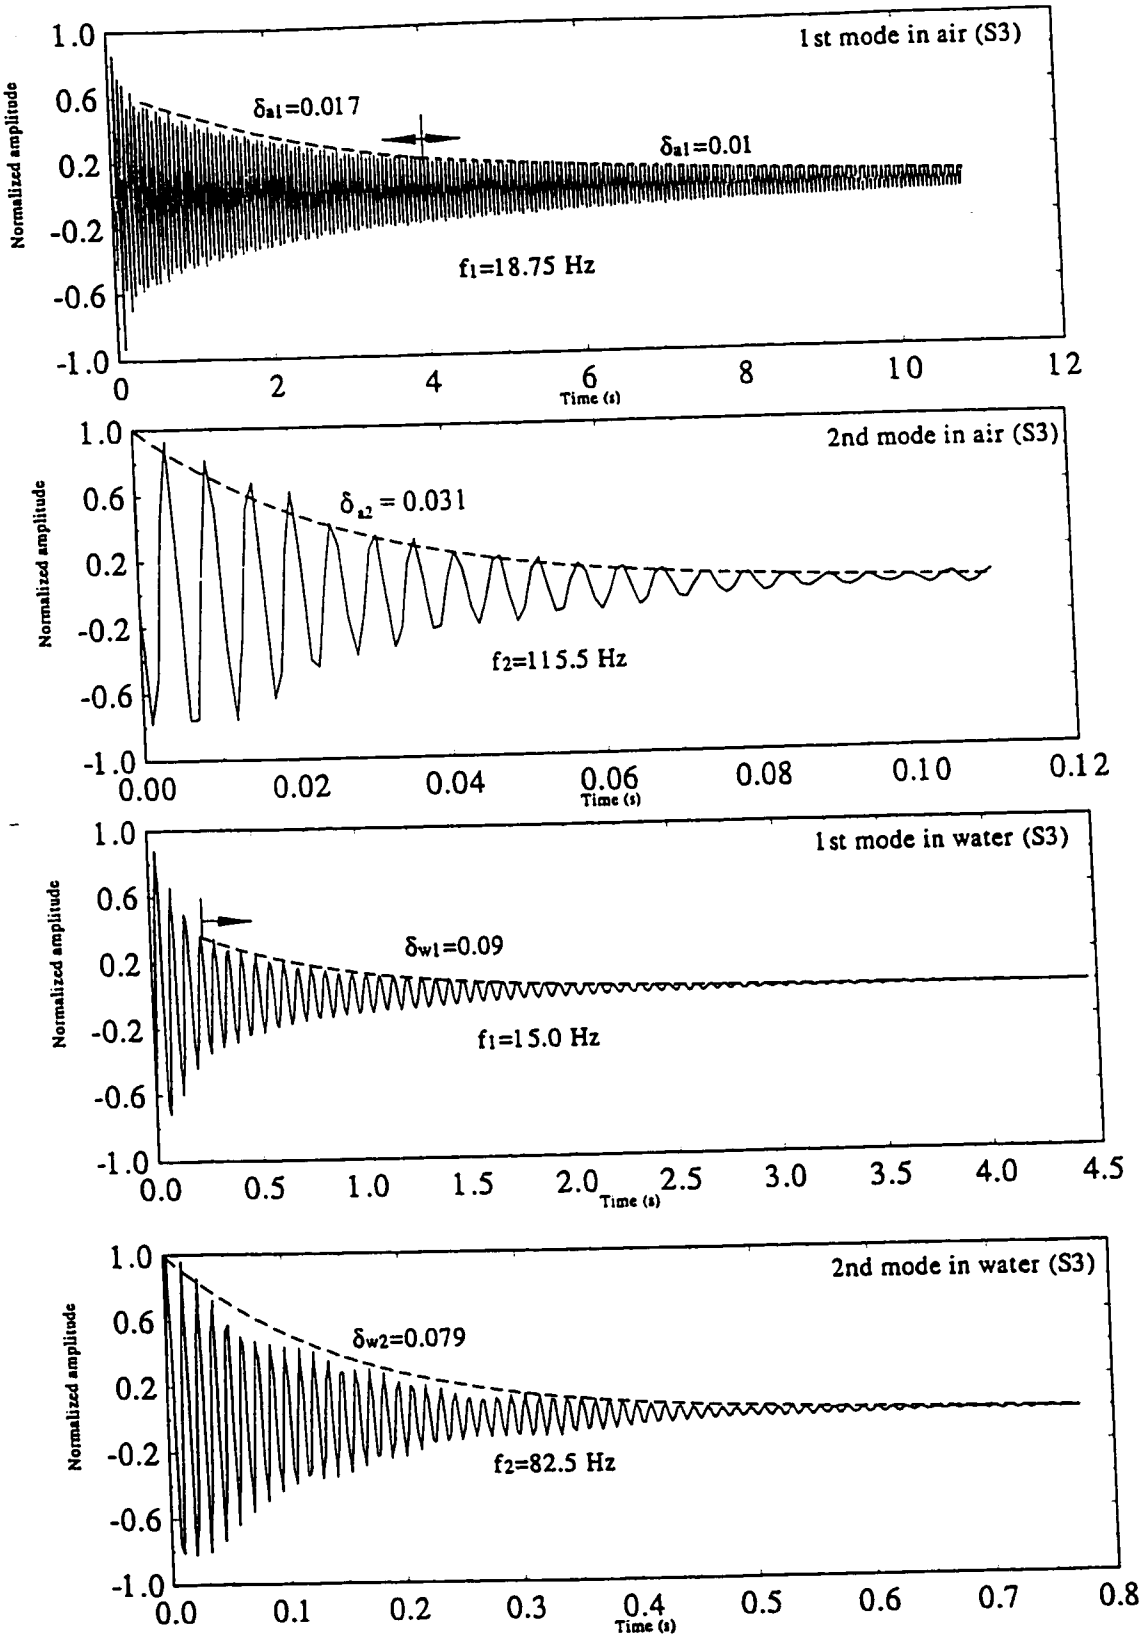 1st mode in air (S3)
1.0
0.6
0.2
-0.2
-0.6
-1.0
Normalized amplitude
δa1=0.017
δa1=0.01
f1=18.75 Hz
0 2 4 6 8 10 12
Time (s)
2nd mode in air (S3)
1.0
0.6
0.2
-0.2
-0.6
-1.0
Normalized amplitude
δa2 = 0.031
f2=115.5 Hz
0.00 0.02 0.04 0.06 0.08 0.10 0.12
Time (s)
1st mode in water (S3)
1.0
0.6
0.2
-0.2
-0.6
-1.0
Normalized amplitude
δw1=0.09
f1=15.0 Hz
0.0 0.5 1.0 1.5 2.0 2.5 3.0 3.5 4.0 4.5
Time (s)
2nd mode in water (S3)
1.0
0.6
0.2
-0.2
-0.6
-1.0
Normalized amplitude
δw2=0.079
f2=82.5 Hz
0.0 0.1 0.2 0.3 0.4 0.5 0.6 0.7 0.8
Time (s)